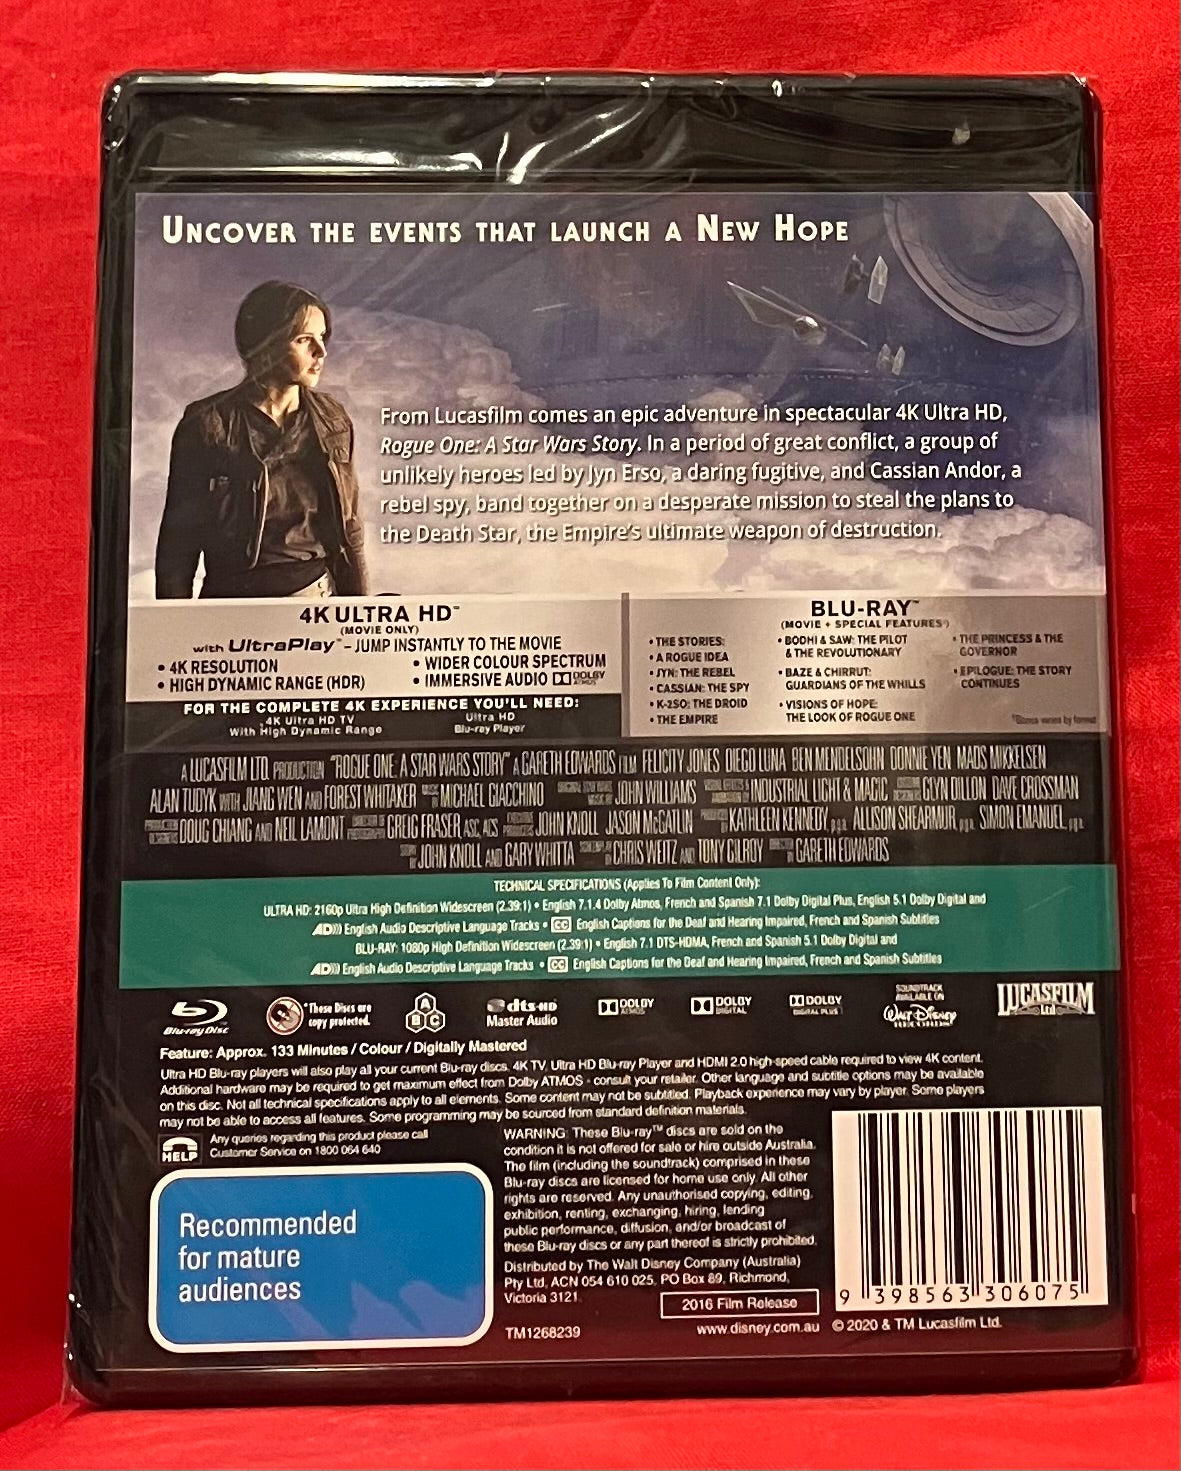 UNCOVER THE EVENTS THAT LAUNCH A NEW HOPE
From Lucasfilm comes an epic adventure in spectacular 4K Ultra HD,
Rogue One: A Star Wars Story. In a period of great conflict, a group of
unlikely heroes led by Jyn Erso, a daring fugitive, and Cassian Andor, a
rebel spy, band together on a desperate mission to steal the plans to
the Death Star, the Empire's ultimate weapon of destruction.
4K ULTRA HD™
(MOVIE ONLY)
with UltraPlay™ – JUMP INSTANTLY TO THE MOVIE
• 4K RESOLUTION
• HIGH DYNAMIC RANGE (HDR)
• WIDER COLOUR SPECTRUM
• IMMERSIVE AUDIO DOLBY ATMOS
FOR THE COMPLETE 4K EXPERIENCE YOU'LL NEED:
4K Ultra HD TV
With High Dynamic Range
Ultra HD
Blu-ray Player
BLU-RAY™
(MOVIE + SPECIAL FEATURES*)
• THE STORIES:
• A ROGUE IDEA
• JYN: THE REBEL
• CASSIAN: THE SPY
• K-2SO: THE DROID
• THE EMPIRE
• BODHI & SAW: THE PILOT
& THE REVOLUTIONARY
• BAZE & CHIRRUT:
GUARDIANS OF THE WHILLS
• VISIONS OF HOPE:
THE LOOK OF ROGUE ONE
• THE PRINCESS & THE
GOVERNOR
• EPILOGUE: THE STORY
CONTINUES
*Bonus varies by format
A LUCASFILM LTD. PRODUCTION "ROGUE ONE: A STAR WARS STORY" A GARETH EDWARDS FILM FELICITY JONES DIEGO LUNA BEN MENDELSOHN DONNIE YEN MADS MIKKELSEN
ALAN TUDYK WITH JIANG WEN AND FOREST WHITAKER MICHAEL GIACCHINO JOHN WILLIAMS INDUSTRIAL LIGHT & MAGIC GLYN DILLON DAVE CROSSMAN
DOUG CHIANG AND NEIL LAMONT GREIG FRASER ASC, ACS JOHN KNOLL JASON McGATLIN KATHLEEN KENNEDY, p.g.a. ALLISON SHEARMUR, p.g.a. SIMON EMANUEL, p.g.a.
STORY BY JOHN KNOLL AND GARY WHITTA CHRIS WEITZ AND TONY GILROY DIRECTED BY GARETH EDWARDS
TECHNICAL SPECIFICATIONS (Applies To Film Content Only):
ULTRA HD: 2160p Ultra High Definition Widescreen (2.39:1) • English 7.1.4 Dolby Atmos, French and Spanish 7.1 Dolby Digital Plus, English 5.1 Dolby Digital and
AD))) English Audio Descriptive Language Tracks • CC English Captions for the Deaf and Hearing Impaired, French and Spanish Subtitles
BLU-RAY: 1080p High Definition Widescreen (2.39:1) • English 7.1 DTS-HDMA, French and Spanish 5.1 Dolby Digital and
AD))) English Audio Descriptive Language Tracks • CC English Captions for the Deaf and Hearing Impaired, French and Spanish Subtitles
Blu-ray Disc
*These Discs are
copy protected.
A
B C
dts-HD
Master Audio
DOLBY
ATMOS
DOLBY
DIGITAL
DOLBY
DIGITAL PLUS
SOUNDTRACK
AVAILABLE ON
WALT DISNEY
RECORDS
LUCASFILM
Ltd
Feature: Approx. 133 Minutes / Colour / Digitally Mastered
Ultra HD Blu-ray players will also play all your current Blu-ray discs. 4K TV, Ultra HD Blu-ray Player and HDMI 2.0 high-speed cable required to view 4K content.
Additional hardware may be required to get maximum effect from Dolby ATMOS - consult your retailer. Other language and subtitle options may be available
on this disc. Not all technical specifications apply to all elements. Some content may not be subtitled. Playback experience may vary by player. Some players
may not be able to access all features. Some programming may be sourced from standard definition materials.
HELP
Any queries regarding this product please call
Customer Service on 1800 064 640
Recommended
for mature
audiences
WARNING: These Blu-ray™ discs are sold on the
condition it is not offered for sale or hire outside Australia.
The film (including the soundtrack) comprised in these
Blu-ray discs are licensed for home use only. All other
rights are reserved. Any unauthorised copying, editing,
exhibition, renting, exchanging, hiring, lending
public performance, diffusion, and/or broadcast of
these Blu-ray discs or any part thereof is strictly prohibited.
Distributed by The Walt Disney Company (Australia)
Pty Ltd, ACN 054 610 025, PO Box 89, Richmond,
Victoria 3121.
2016 Film Release
TM1268239
www.disney.com.au
9 398563 306075
© 2020 & TM Lucasfilm Ltd.